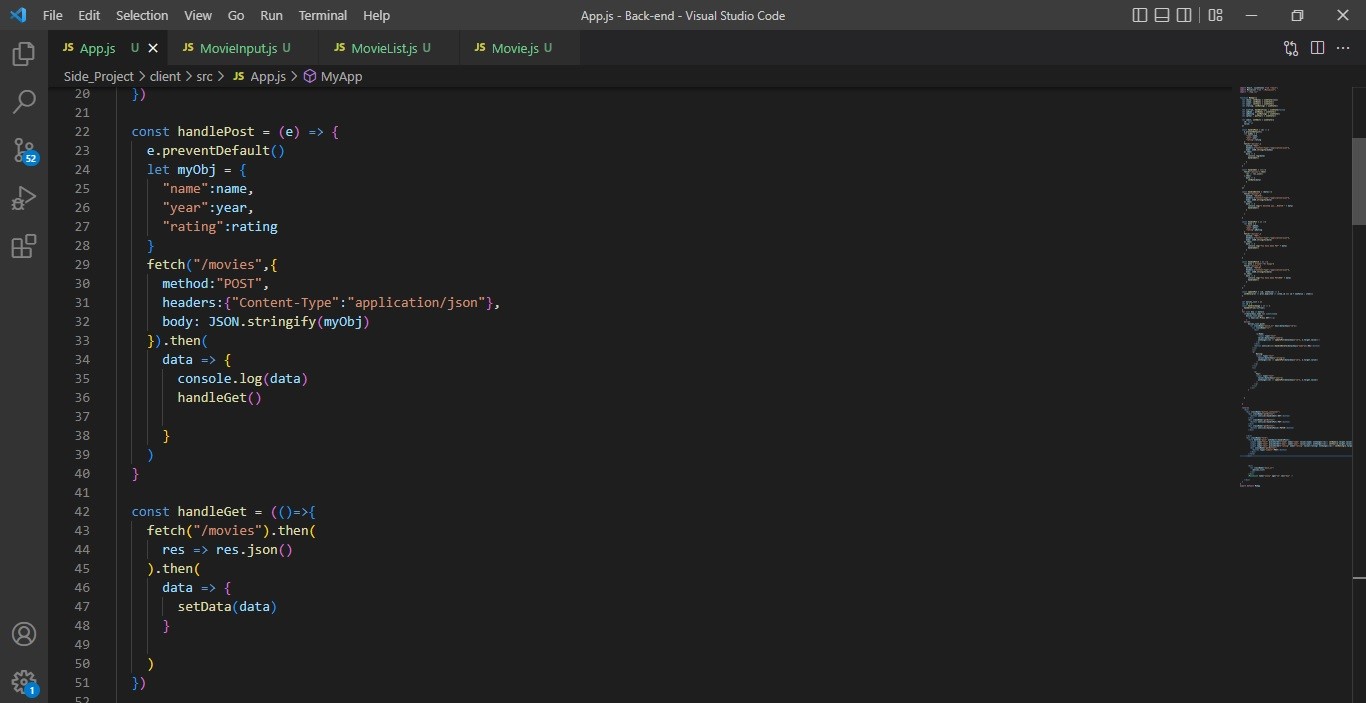 File Edit Selection View Go Run Terminal Help App.js - Back-end - Visual Studio Code
JS App.js U JS MovieInput.js U JS MovieList.js U JS Movie.js U
Side_Project > client > src > JS App.js > MyApp
20 })
21
22 const handlePost = (e) => {
23 e.preventDefault()
24 let myObj = {
25 "name":name,
26 "year":year,
27 "rating":rating
28 }
29 fetch("/movies",{
30 method:"POST",
31 headers:{"Content-Type":"application/json"},
32 body: JSON.stringify(myObj)
33 }).then(
34 data => {
35 console.log(data)
36 handleGet()
37
38 }
39 )
40 }
41
42 const handleGet = (()=>{
43 fetch("/movies").then(
44 res => res.json()
45 ).then(
46 data => {
47 setData(data)
48 }
49
50 )
51 })
52
52
1